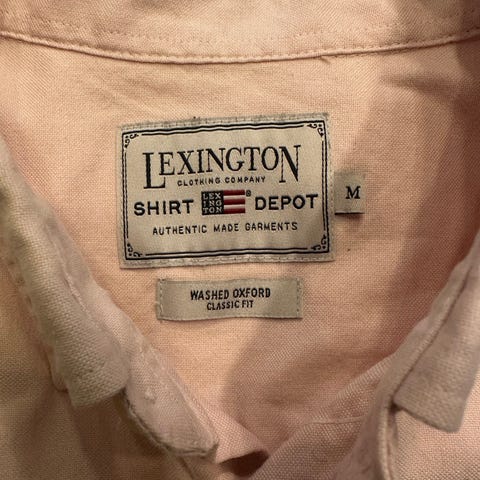 LEXINGTON
CLOTHING COMPANY
SHIRT LEX ING TON ® DEPOT
AUTHENTIC MADE GARMENTS
M
WASHED OXFORD
CLASSIC FIT